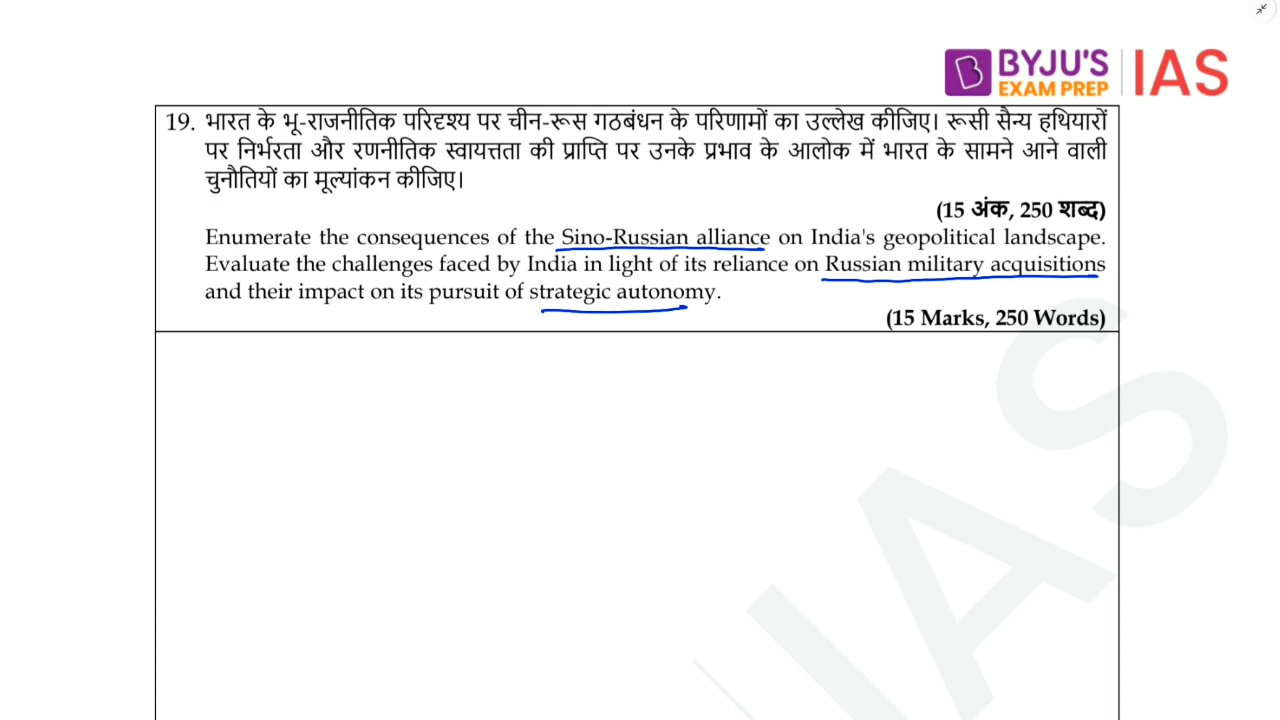 BYJU'S
EXAM PREP
IAS
19. भारत के भू-राजनीतिक परिदृश्य पर चीन-रूस गठबंधन के परिणामों का उल्लेख कीजिए। रूसी सैन्य हथियारों
पर निर्भरता और रणनीतिक स्वायत्तता की प्राप्ति पर उनके प्रभाव के आलोक में भारत के सामने आने वाली
चुनौतियों का मूल्यांकन कीजिए।
(15 अंक, 250 शब्द)
Enumerate the consequences of the Sino-Russian alliance on India's geopolitical landscape.
Evaluate the challenges faced by India in light of its reliance on Russian military acquisitions
and their impact on its pursuit of strategic autonomy.
(15 Marks, 250 Words)
IAS